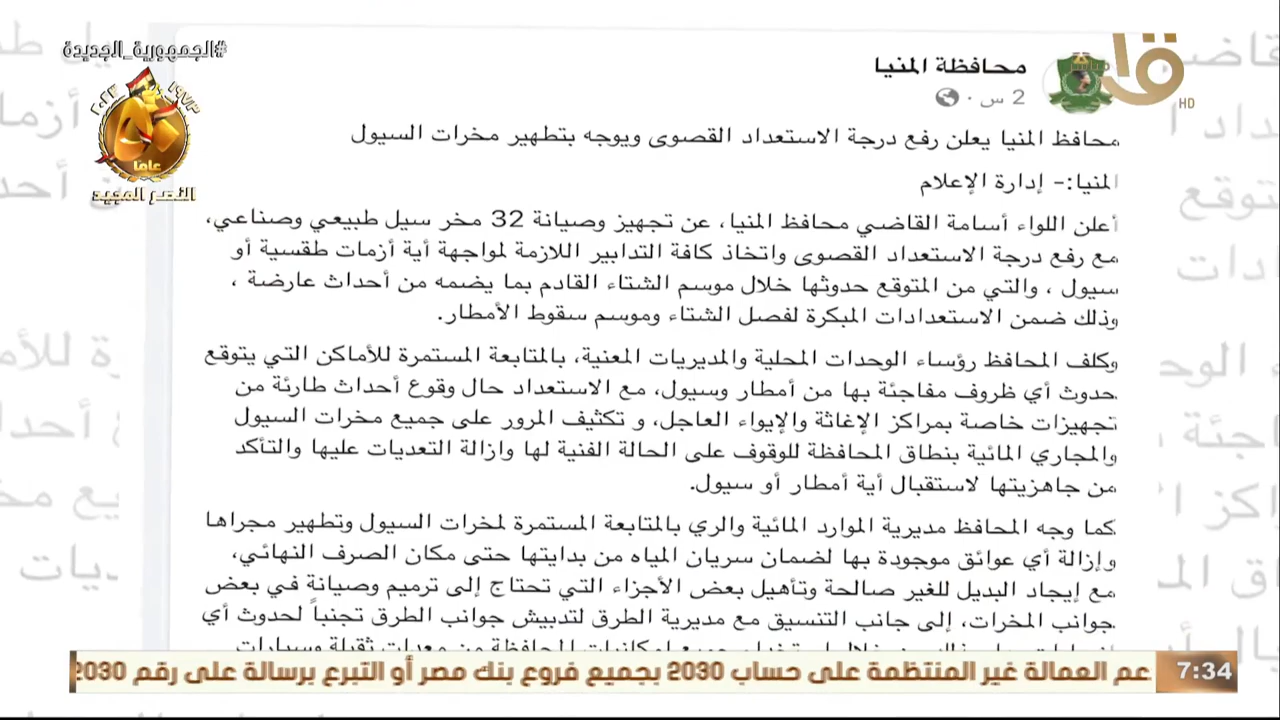 #الجمهورية_الجديدة
١٩٧٣
٢٠٢٣
٥٠
عاما
النصر المجيد
HD
محافظة المنيا
2 س ·
محافظ المنيا يعلن رفع درجة الاستعداد القصوى ويوجه بتطهير مخرات السيول
المنيا:- إدارة الإعلام
أعلن اللواء أسامة القاضي محافظ المنيا، عن تجهيز وصيانة 32 مخر سيل طبيعي وصناعي،
مع رفع درجة الاستعداد القصوى واتخاذ كافة التدابير اللازمة لمواجهة أية أزمات طقسية أو
سيول ، والتي من المتوقع حدوثها خلال موسم الشتاء القادم بما يضمه من أحداث عارضة ،
وذلك ضمن الاستعدادات المبكرة لفصل الشتاء وموسم سقوط الأمطار.
وكلف المحافظ رؤساء الوحدات المحلية والمديريات المعنية، بالمتابعة المستمرة للأماكن التي يتوقع
حدوث أي ظروف مفاجئة بها من أمطار وسيول، مع الاستعداد حال وقوع أحداث طارئة من
تجهيزات خاصة بمراكز الإغاثة والإيواء العاجل، و تكثيف المرور على جميع مخرات السيول
والمجاري المائية بنطاق المحافظة للوقوف على الحالة الفنية لها وازالة التعديات عليها والتأكد
من جاهزيتها لاستقبال أية أمطار أو سيول.
كما وجه المحافظ مديرية الموارد المائية والري بالمتابعة المستمرة لمخرات السيول وتطهير مجراها
وإزالة أي عوائق موجودة بها لضمان سريان المياه من بدايتها حتى مكان الصرف النهائي،
مع إيجاد البديل للغير صالحة وتأهيل بعض الأجزاء التي تحتاج إلى ترميم وصيانة في بعض
جوانب المخرات، إلى جانب التنسيق مع مديرية الطرق لتدبيش جوانب الطرق تجنباً لحدوث أي
7:34 عم العمالة غير المنتظمة على حساب 2030 بجميع فروع بنك مصر أو التبرع برسالة على رقم 2030